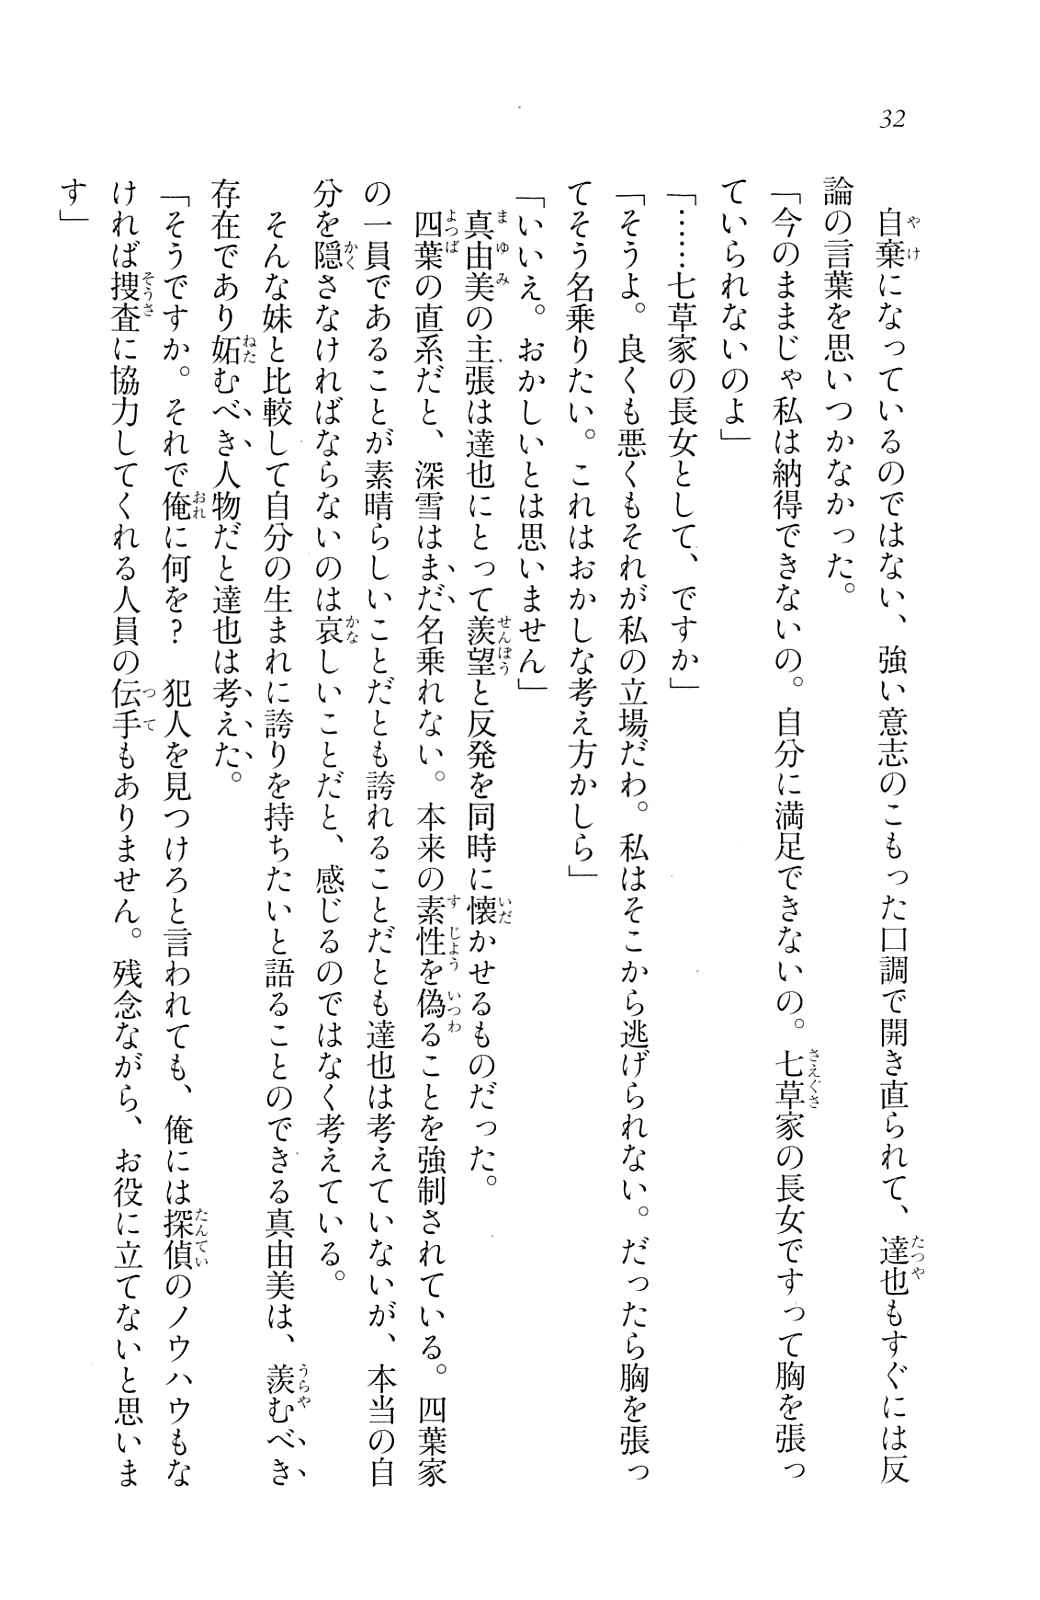 32
自棄になっているのではない、強い意志のこもった口調で開き直られて、達也もすぐには反
論の言葉を思いつかなかった。
「今のままじゃ私は納得できないの。自分に満足できないの。七草家の長女ですって胸を張っ
ていられないのよ」
「……七草家の長女として、ですか」
「そうよ。良くも悪くもそれが私の立場だわ。私はそこから逃げられない。だったら胸を張っ
てそう名乗りたい。これはおかしな考え方かしら」
「いいえ。おかしいとは思いません」
真由美の主張は達也にとって羨望と反発を同時に懐かせるものだった。
四葉の直系だと、深雪はまだ名乗れない。本来の素性を偽ることを強制されている。四葉家
の一員であることが素晴らしいことだとも誇れることだとも達也は考えていないが、本当の自
分を隠さなければならないのは哀しいことだと、感じるのではなく考えている。
そんな妹と比較して自分の生まれに誇りを持ちたいと語ることのできる真由美は、羨むべき
存在であり妬むべき人物だと達也は考えた。
「そうですか。それで俺に何を？　犯人を見つけろと言われても、俺には探偵のノウハウもな
ければ捜査に協力してくれる人員の伝手もありません。残念ながら、お役に立てないと思いま
す」